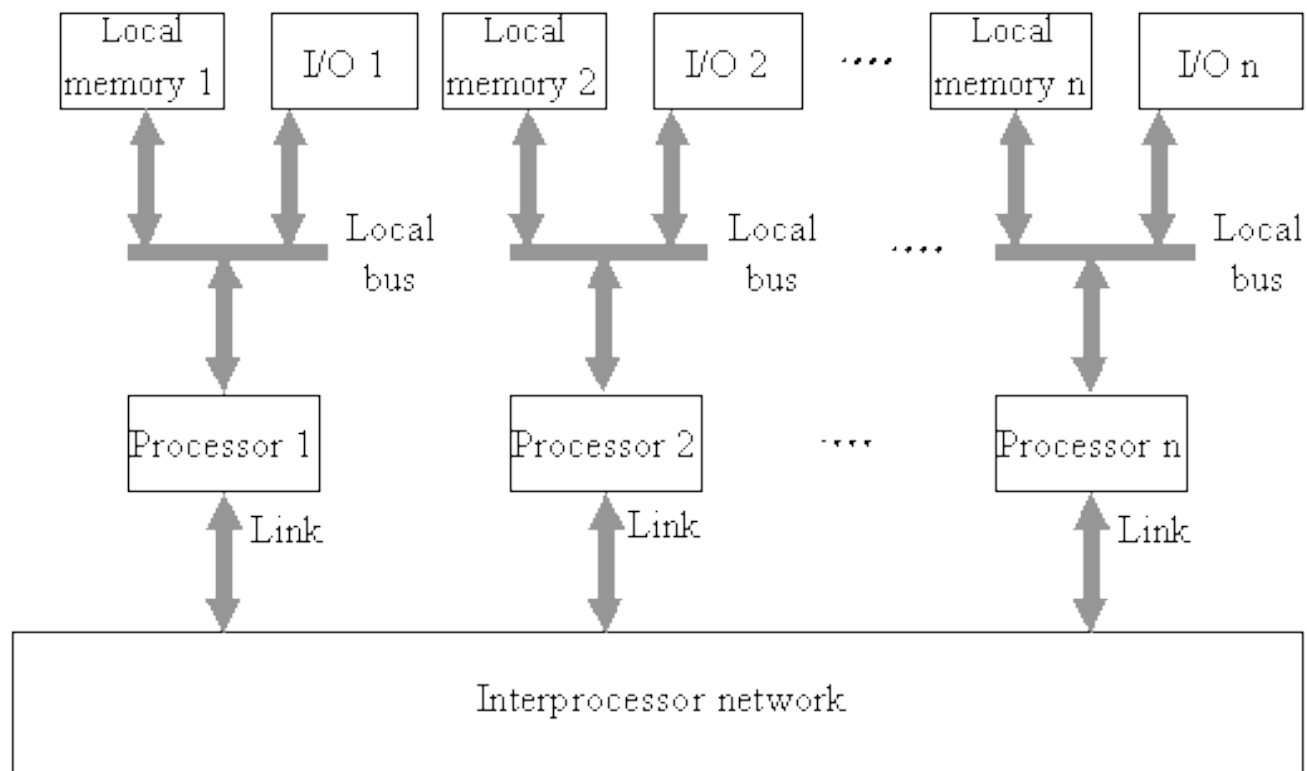 Local
memory 1
I/O 1
Local
memory 2
I/O 2
....
Local
memory n
I/O n
Local
bus
Local
bus
....
Local
bus
Processor 1
Processor 2
....
Processor n
Link
Link
Link
Interprocessor network